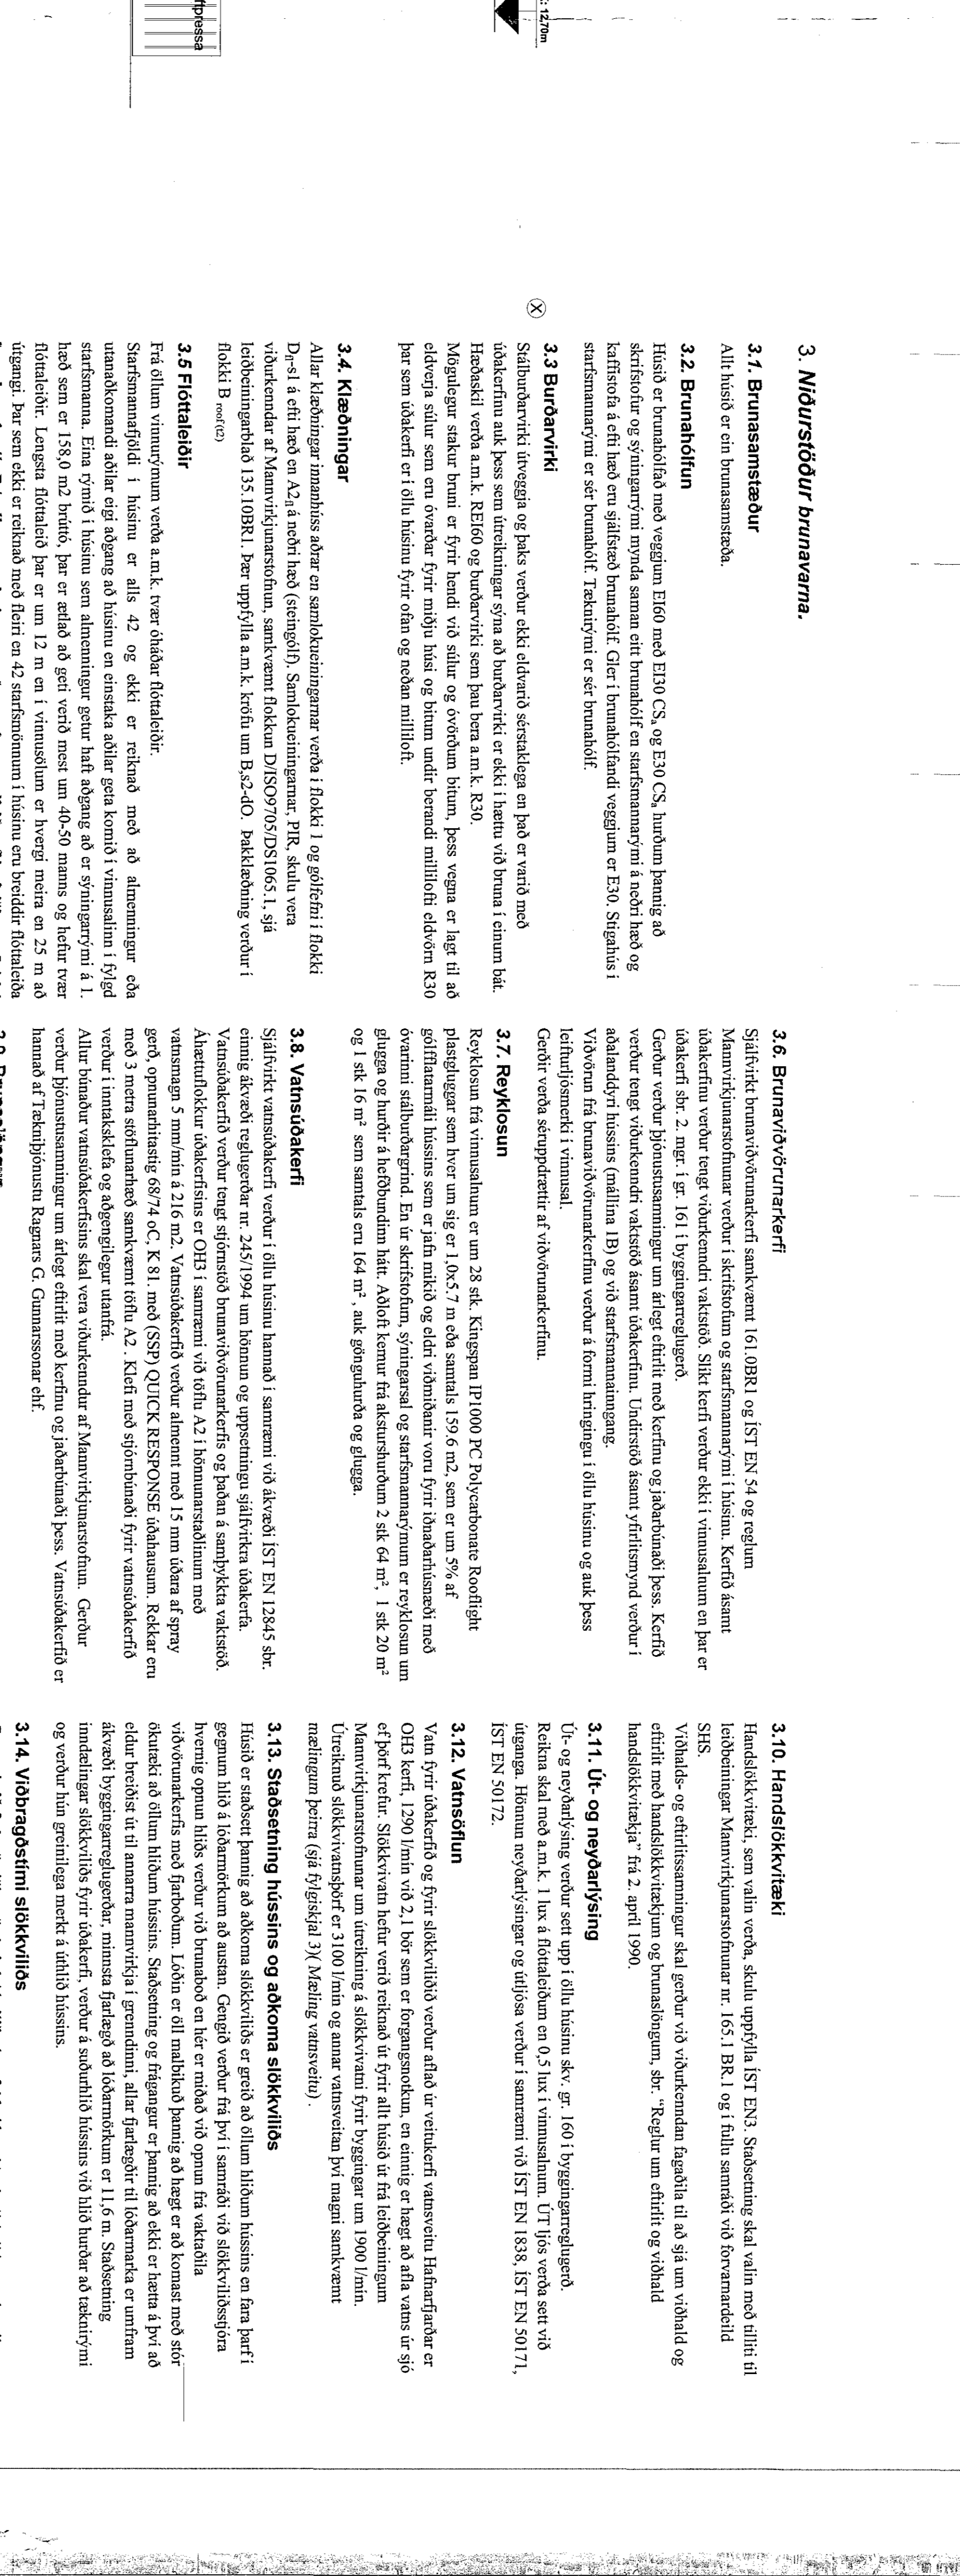 ftpressa
: 12,70m
X
3. Niðurstöður brunavarna.
3.1. Brunasamstæður
Allt húsið er ein brunasamstæða.
3.2. Brunahólfun
Húsið er brunahólfað með veggjum EI60 með EI30 CSa og E30 CSa hurðum þannig að
skrifstofur og sýningarrými mynda saman eitt brunahólf en starfsmannarými á neðri hæð og
kaffistofa á efti hæð eru sjálfstæð brunahólf. Gler í brunahólfandi veggjum er E30. Stigahús í
starfsmannarými er sér brunahólf. Tæknirými er sér brunahólf.
3.3 Burðarvirki
Stálburðarvirki útveggja og þaks verður ekki eldvarið sérstaklega en það er varið með
úðakerfinu auk þess sem útreikningar sýna að burðarvirki er ekki í hættu við bruna í einum bát.
Hæðaskil verða a.m.k. REI60 og burðarvirki sem þau bera a.m.k. R30.
Mögulegur stakur bruni er fyrir hendi við súlur og óvörðum bitum, þess vegna er lagt til að
eldverja súlur sem eru óvarðar fyrir miðju húsi og bitum undir berandi millilofti eldvörn R30
þar sem úðakerfi er í öllu húsinu fyrir ofan og neðan milliloft.
3.4. Klæðningar
Allar klæðningar innanhúss aðrar en samlokueiningarnar verða í flokki 1 og gólfefni í flokki
Dfl-s1 á efti hæð en A2fl á neðri hæð (steingólf). Samlokueiningarnar, PIR, skulu vera
viðurkenndar af Mannvirkjunarstofnun, samkvæmt flokkun D/ISO9705/DS1065.1, sjá
leiðbeiningarblað 135.10BR1. Þær uppfylla a.m.k. kröfu um B,s2-dO. Þakklæðning verður í
flokki B roof (t2)
3.5 Flóttaleiðir
Frá öllum vinnurýmum verða a.m.k. tvær óháðar flóttaleiðir.
Starfsmannafjöldi í húsinu er alls 42 og ekki er reiknað með að almenningur eða
utanaðkomandi aðilar eigi aðgang að húsinu en einstaka aðilar geta komið í vinnusalinn í fylgd
starfsmanna. Eina rýmið í húsinu sem almenningur getur haft aðgang að er sýningarrými á 1.
hæð sem er 158,0 m2 brúttó, þar er ætlað að geti verið mest um 40-50 manns og hefur tvær
flóttaleiðir. Lengsta flóttaleið þar er um 12 m en í vinnusölum er hvergi meira en 25 m að
útgangi. Þar sem ekki er reiknað með fleiri en 42 starfsmönnum í húsinu eru breiddir flóttaleiða
3.6. Brunaviðvörunarkerfi
Sjálfvirkt brunaviðvörunarkerfi samkvæmt 161.0BR1 og ÍST EN 54 og reglum
Mannvirkjunarstofnunar verður í skrifstofum og starfsmannarými í húsinu. Kerfið ásamt
úðakerfinu verður tengt viðurkenndri vaktstöð. Slíkt kerfi verður ekki í vinnusalnum en þar er
úðakerfi sbr. 2. mgr. í gr. 161 í byggingarreglugerð.
Gerður verður þjónustusamningur um árlegt eftirlit með kerfinu og jaðarbúnaði þess. Kerfið
verður tengt viðurkenndri vaktstöð ásamt úðakerfinu. Undirstöð ásamt yfirlitsmynd verður í
aðalanddyri hússins (mállína 1B) og við starfsmannainngang.
Viðvörun frá brunaviðvörunarkerfinu verður á formi hringingu í öllu húsinu og auk þess
leifturljósmerki í vinnusal.
Gerðir verða séruppdrættir af viðvörunarkerfinu.
3.7. Reyklosun
Reyklosun frá vinnusalnum er um 28 stk. Kingspan IP1000 PC Polycarbonate Rooflight
plastgluggar sem hver um sig er 1,0x5.7 m eða samtals 159.6 m2, sem er um 5% af
gólfflatarmáli hússins sem er jafn mikið og eldri viðmiðanir voru fyrir iðnaðarhúsnæði með
óvarinni stálburðargrind. En úr skrifstofum, sýningarsal og starfsmannarýmum er reyklosun um
glugga og hurðir á hefðbundinn hátt. Aðloft kemur frá akstursdurðum 2 stk 64 m², 1 stk 20 m²
og 1 stk 16 m² sem samtals eru 164 m² , auk gönguhurða og glugga.
3.8. Vatnsúðakerfi
Sjálfvirkt vatnsúðakerfi verður í öllu húsinu hannað í samræmi við ákvæði ÍST EN 12845 sbr.
einnig ákvæði reglugerðar nr. 245/1994 um hönnun og uppsetningu sjálfvirkra úðakerfa.
Vatnsúðakerfið verður tengt stjórnstöð brunaviðvörunarkerfis og þaðan á samþykkta vaktstöð.
Áhættuflokkur úðakerfisins er OH3 í samræmi við töflu A2 í hönnunarstaðlinum með
vatnsmagn 5 mm/min á 216 m2. Vatnsúðakerfið verður almennt með 15 mm úðara af spray
gerð, opnunarhitastig 68/74 oC, K 81. með (SSP) QUICK RESPONSE úðahausum. Rekkar eru
með 3 metra stöflunarhæð samkvæmt töflu A2 . Klefi með stjórnbúnaði fyrir vatnsúðakerfið
verður í inntaksklefa og aðgengilegur utanfrá.
Allur búnaður vatnsúðakerfisins skal vera viðurkenndur af Mannvirkjunarstofnun. Gerður
verður þjónustusamningur um árlegt eftirlit með kerfinu og jaðarbúnaði þess. Vatnsúðakerfið er
hannað af Tækniþjónustu Ragnars G. Gunnarssonar ehf.
3.10. Handslökkvitæki
Handslökkvitæki, sem valin verða, skulu uppfylla ÍST EN3. Staðsetning skal valin með tilliti til
leiðbeiningar Mannvirkjunarstofnunar nr. 165.1 BR.1 og í fullu samráði við forvarnardeild
SHS.
Viðhalds- og eftirlitssamningur skal gerður við viðurkenndan fagaðila til að sjá um viðhald og
eftirlit með handslökkvitækjum og brunaslöngum, sbr. "Reglur um eftirlit og viðhald
handslökkvitækja" frá 2. apríl 1990.
3.11. Út- og neyðarlýsing
Út- og neyðarlýsing verður sett upp í öllu húsinu skv. gr. 160 í byggingarreglugerð.
Reikna skal með a.m.k. 1 lux á flóttaleiðum en 0,5 lux í vinnusalnum. ÚT ljós verða sett við
útganga. Hönnun neyðarlýsingar og útljósa verður í samræmi við ÍST EN 1838, ÍST EN 50171,
ÍST EN 50172.
3.12. Vatnsöflun
Vatn fyrir úðakerfið og fyrir slökkviliðið verður aflað úr veitukerfi vatnsveitu Hafnarfjarðar er
OH3 kerfi, 1290 l/mín við 2,1 bör sem er forgangsnotkun, en einnig er hægt að afla vatns úr sjó
ef þörf krefur. Slökkvivatn hefur verið reiknað út fyrir allt húsið út frá leiðbeiningum
Mannvirkjunarstofnunar um útreikning á slökkvivatni fyrir byggingar um 1900 l/mín.
Útreiknuð slökkvivatnsþörf er 3100 l/mín og annar vatnsveitan því magni samkvæmt
mælingum þeirra (sjá fylgiskjal 3)( Mæling vatnsveitu) .
3.13. Staðsetning hússins og aðkoma slökkviliðs
Húsið er staðsett þannig að aðkoma slökkviliðs er greið að öllum hliðum hússins en fara þarf í
gegnum hlið á lóðarmörkum að austan. Gengið verður frá því í samráði við slökkviliðsstjóra
hvernig opnun hliðs verður við brunaboð en hér er miðað við opnun frá vaktaðila
viðvörunarkerfis með fjarboðum. Lóðin er öll malbikuð þannig að hægt er að komast með stór
ökutæki að öllum hliðum hússins. Staðsetning og frágangur er þannig að ekki er hætta á því að
eldur breiðist út til annarra mannvirkja í grenndinni, allar fjarlægðir til lóðarmarka er umfram
ákvæði byggingarreglugerðar, minnsta fjarlægð að lóðarmörkum er 11,6 m. Staðsetning
inndælingar slökkviliðs fyrir úðakerfi, verður á suðurhlið hússins við hlið hurðar að tæknirými
og verður hún greinilega merkt á úthlið hússins.
3.14. Viðbragðstími slökkviliðs